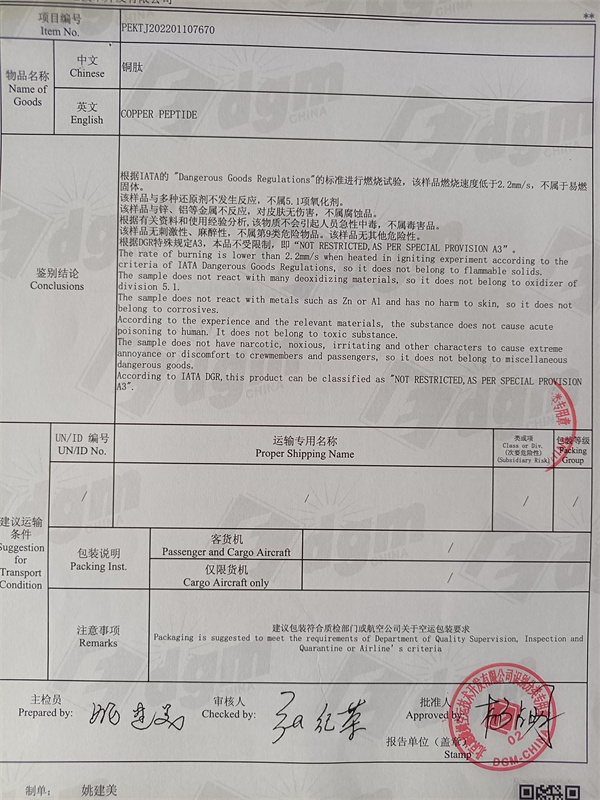 项目编号
Item No.
PEKTJ202201107670
**
物品名称
Name of
Goods
中文
Chinese
铜肽
英文
English
COPPER PEPTIDE
鉴别结论
Conclusions
根据IATA的 "Dangerous Goods Regulations"的标准进行燃烧试验，该样品燃烧速度低于2.2mm/s，不属于易燃
固体。
该样品与多种还原剂不发生反应，不属5.1项氧化剂。
该样品与锌、铝等金属不反应，对皮肤无伤害，不属腐蚀品。
根据有关资料和使用经验分析,该物质不会引起人员急性中毒，不属毒害品。
该样品无刺激性、麻醉性，不属第9类危险物品。该样品无其他危险性。
根据DGR特殊规定A3，本品不受限制，即“NOT RESTRICTED,AS PER SPECIAL PROVISION A3”。
The rate of burning is lower than 2.2mm/s when heated in igniting experiment according to the
criteria of IATA Dangerous Goods Regulations, so it does not belong to flammable solids.
The sample does not react with many deoxidizing materials, so it does not belong to oxidizer of
division 5.1.
The sample does not react with metals such as Zn or Al and has no harm to skin, so it does not
belong to corrosives.
According to the experience and the relevant materials, the substance does not cause acute
poisoning to human. It does not belong to toxic substance.
The sample does not have narcotic, noxious, irritating and other characters to cause extreme
annoyance or discomfort to crewmembers and passengers, so it does not belong to miscellaneous
dangerous goods.
According to IATA DGR,this product can be classified as "NOT RESTRICTED,AS PER SPECIAL PROVISION
A3".
建议运输
条件
Suggestion
for
Transport
Condition
UN/ID 编号
UN/ID No.
运输专用名称
Proper Shipping Name
类或项
Class or Div.
(次要危险性)
(Subsidiary Risk)
包装等级
Packing
Group
/
/
/
/
包装说明
Packing Inst.
客货机
Passenger and Cargo Aircraft
/
仅限货机
Cargo Aircraft only
/
注意事项
Remarks
建议包装符合质检部门或航空公司关于空运包装要求
Packaging is suggested to meet the requirements of Department of Quality Supervision, Inspection and
Quarantine or Airline's criteria
主检员
Prepared by:
审核人
Checked by:
批准人
Approved by:
报告单位（盖章）
Stamp
DGM-CHINA
制单：
姚建美